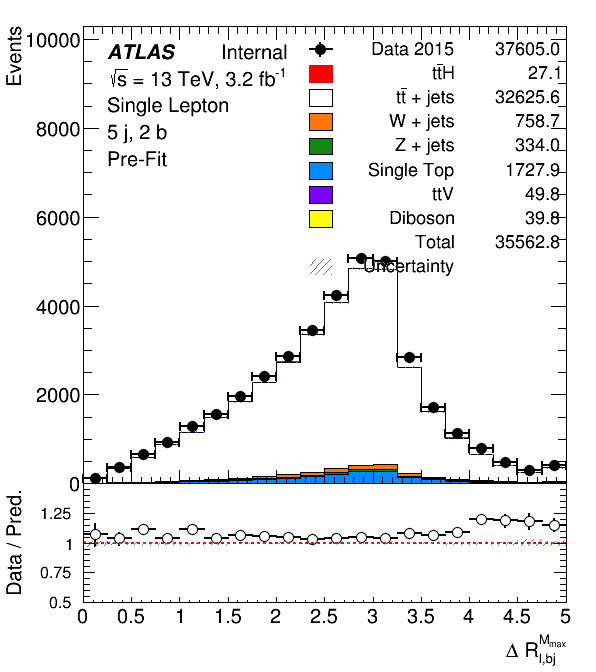 Events
10000
8000
6000
4000
2000
0
ATLAS Internal
√s = 13 TeV, 3.2 fb⁻¹
Single Lepton
5 j, 2 b
Pre-Fit
Data 2015 37605.0
tt̄H 27.1
tt̄ + jets 32625.6
W + jets 758.7
Z + jets 334.0
Single Top 1727.9
ttV 49.8
Diboson 39.8
Total 35562.8
Uncertainty
Data / Pred.
1.25
1
0.75
0.5
0 0.5 1 1.5 2 2.5 3 3.5 4 4.5 5
Δ R_{l,bj}^{M_{max}}